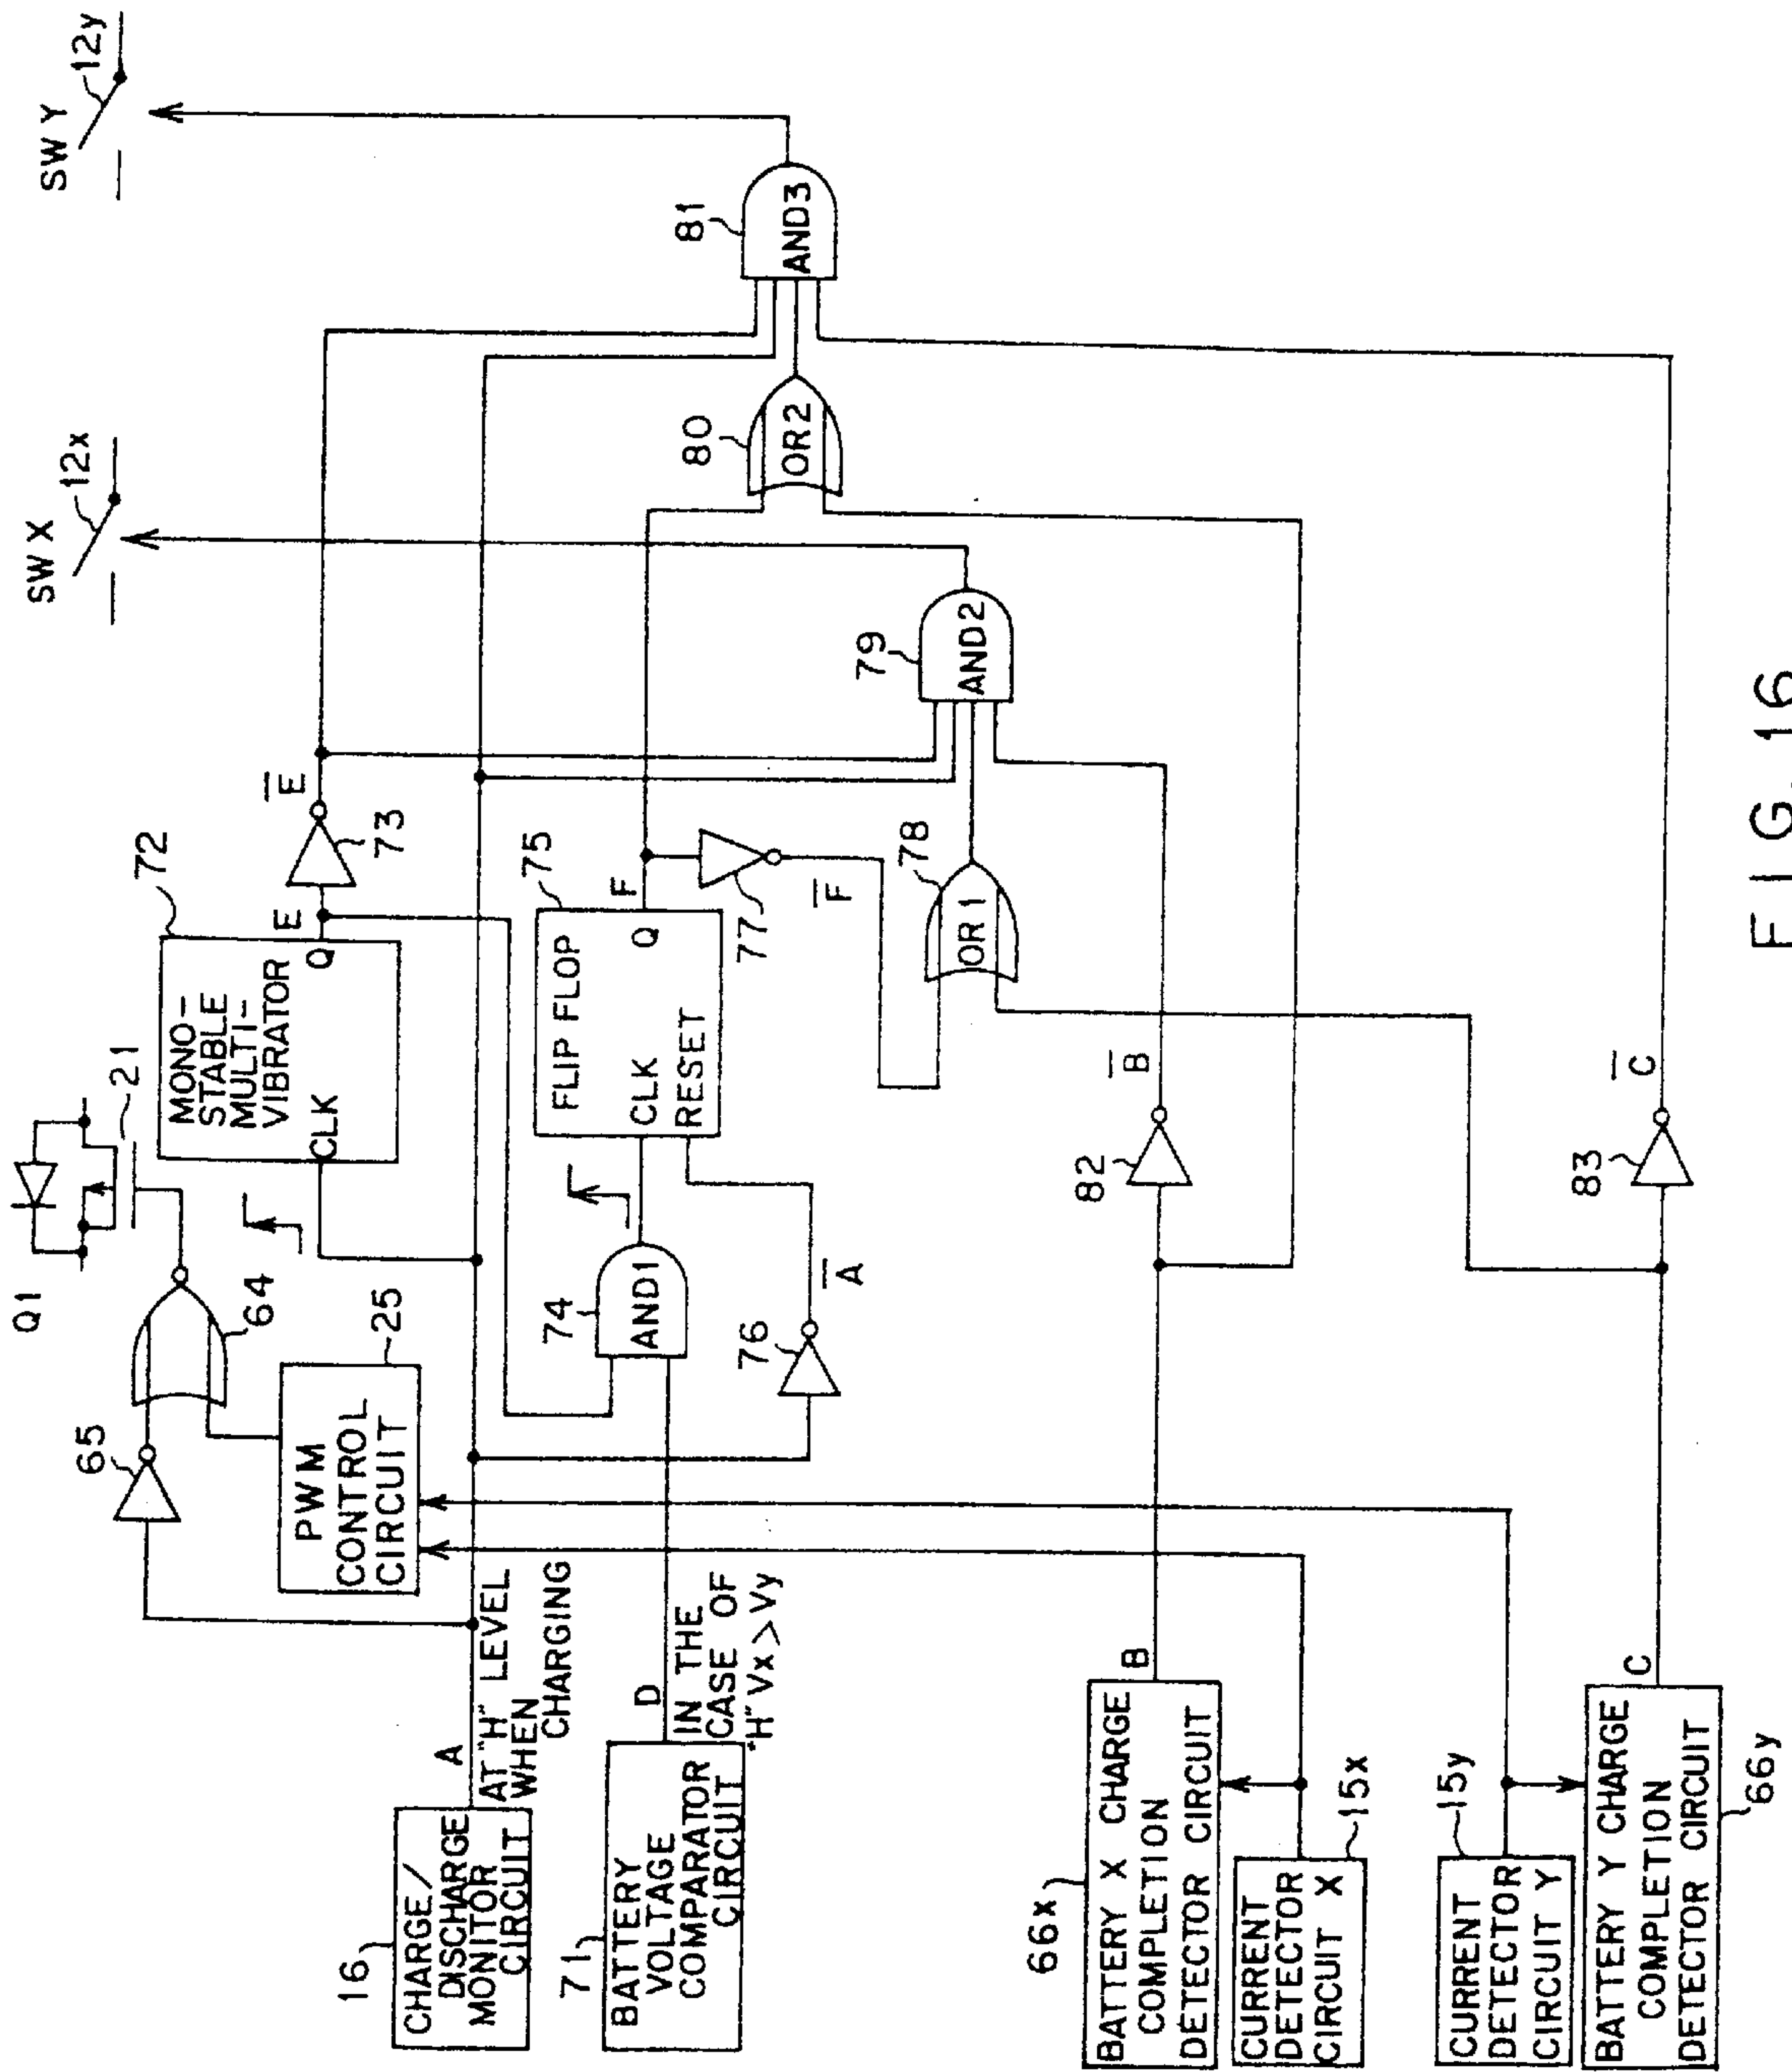 Q1
SW X
12x
SW Y
12y
65
64
21
25
PWM
CONTROL
CIRCUIT
72
MONO-
STABLE
MULTI-
VIBRATOR
CLK
Q
E
E̅
73
16
CHARGE/
DISCHARGE
MONITOR
CIRCUIT
A
AT "H" LEVEL
WHEN
CHARGING
71
BATTERY
VOLTAGE
COMPARATOR
CIRCUIT
D
IN THE
CASE OF
"H" Vx>Vy
74
AND1
76
A̅
75
FLIP FLOP
CLK
RESET
Q
F
77
F̅
78
OR1
79
AND2
80
OR2
81
AND3
66x
BATTERY X CHARGE
COMPLETION
DETECTOR CIRCUIT
B
82
B̅
CURRENT
DETECTOR
CIRCUIT X
15x
15y
CURRENT
DETECTOR
CIRCUIT Y
BATTERY Y CHARGE
COMPLETION
DETECTOR CIRCUIT
66y
C
83
C̅
FIG. 16